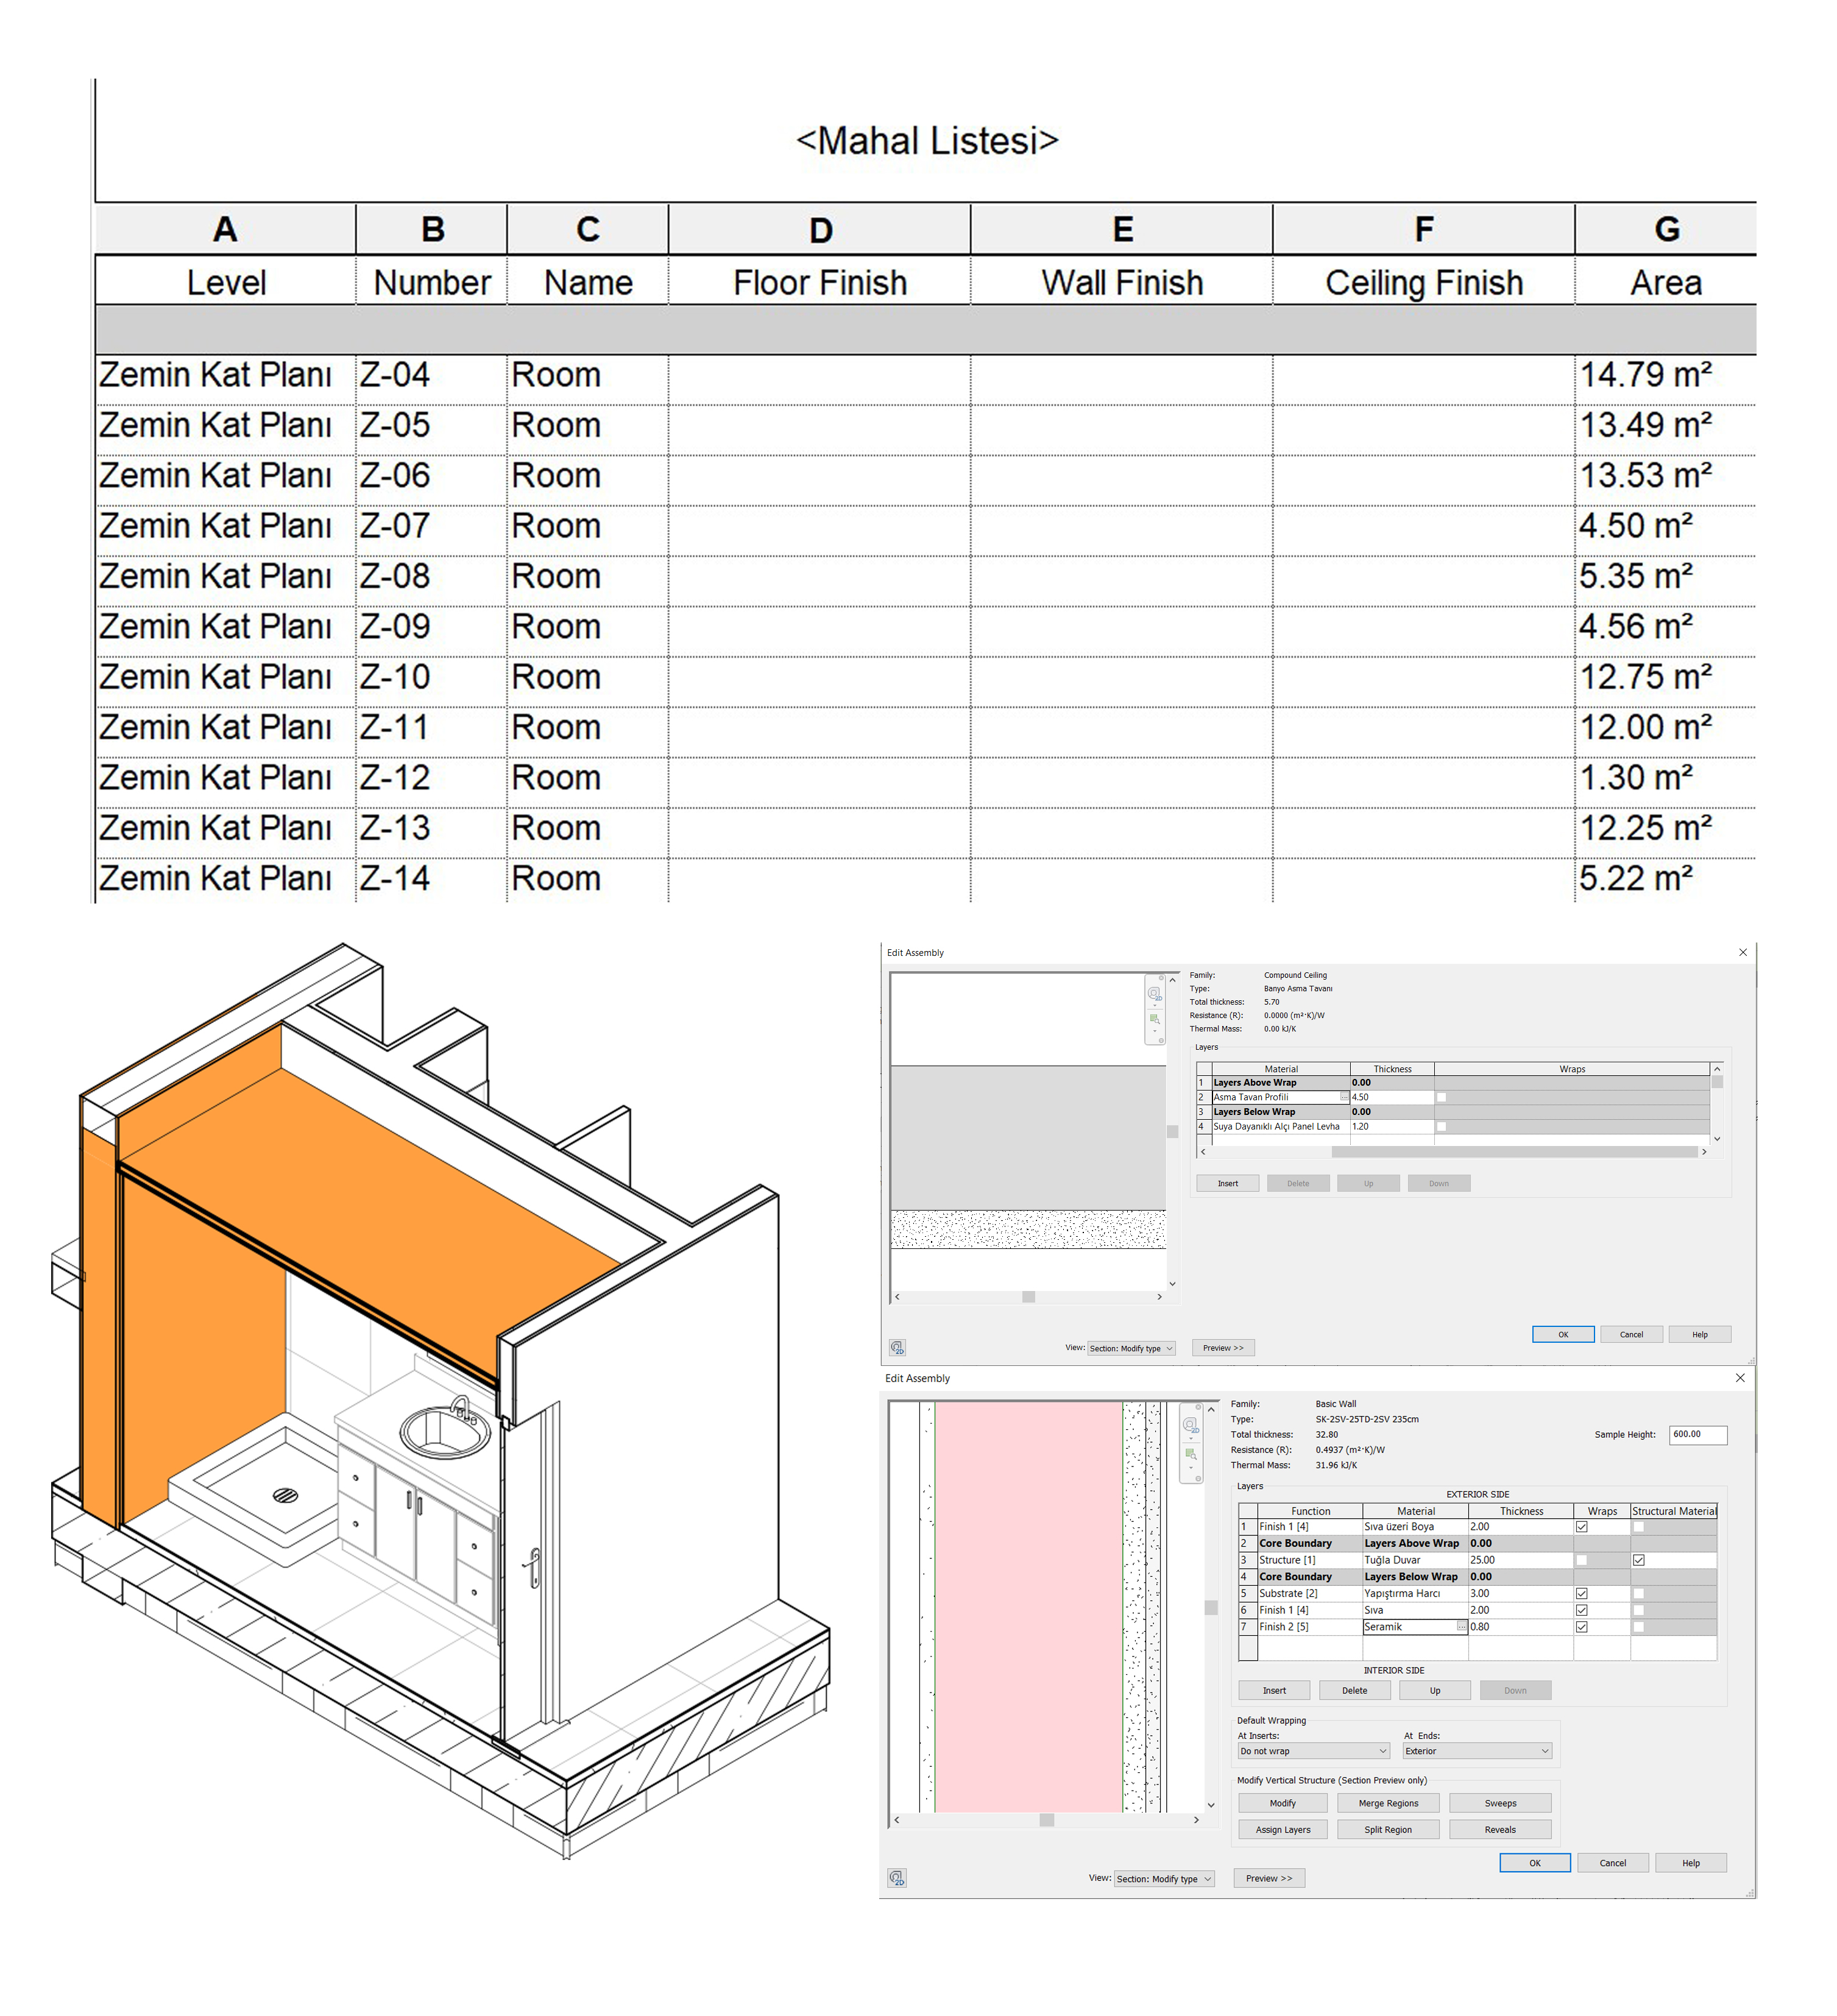 <Mahal Listesi>
A B C D E F G
Level Number Name Floor Finish Wall Finish Ceiling Finish Area
Zemin Kat Planı Z-04 Room 14.79 m²
Zemin Kat Planı Z-05 Room 13.49 m²
Zemin Kat Planı Z-06 Room 13.53 m²
Zemin Kat Planı Z-07 Room 4.50 m²
Zemin Kat Planı Z-08 Room 5.35 m²
Zemin Kat Planı Z-09 Room 4.56 m²
Zemin Kat Planı Z-10 Room 12.75 m²
Zemin Kat Planı Z-11 Room 12.00 m²
Zemin Kat Planı Z-12 Room 1.30 m²
Zemin Kat Planı Z-13 Room 12.25 m²
Zemin Kat Planı Z-14 Room 5.22 m²
Edit Assembly
Family: Compound Ceiling
Type: Banyo Asma Tavanı
Total thickness: 5.70
Resistance (R): 0.0000 (m²·K)/W
Thermal Mass: 0.00 kJ/K
Layers
Material Thickness Wraps
1 Layers Above Wrap 0.00
2 Asma Tavan Profili 4.50
3 Layers Below Wrap 0.00
4 Suya Dayanıklı Alçı Panel Levha 1.20
Insert Delete Up Down
OK Cancel Help
View: Section: Modify type Preview >>
Edit Assembly
Family: Basic Wall
Type: SK-2SV-25TD-2SV 235cm
Total thickness: 32.80 Sample Height: 600.00
Resistance (R): 0.4937 (m²·K)/W
Thermal Mass: 31.96 kJ/K
Layers
EXTERIOR SIDE
Function Material Thickness Wraps Structural Material
1 Finish 1 [4] Sıva üzeri Boya 2.00
2 Core Boundary Layers Above Wrap 0.00
3 Structure [1] Tuğla Duvar 25.00
4 Core Boundary Layers Below Wrap 0.00
5 Substrate [2] Yapıştırma Harcı 3.00
6 Finish 1 [4] Sıva 2.00
7 Finish 2 [5] Seramik 0.80
INTERIOR SIDE
Insert Delete Up Down
Default Wrapping
At Inserts: At Ends:
Do not wrap Exterior
Modify Vertical Structure (Section Preview only)
Modify Merge Regions Sweeps
Assign Layers Split Region Reveals
OK Cancel Help
View: Section: Modify type Preview >>